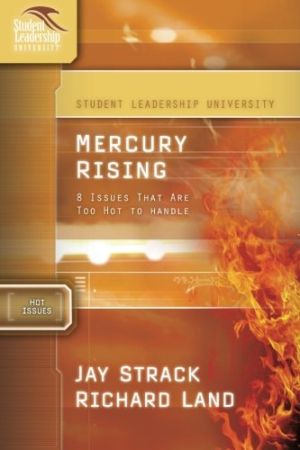 Student
Leadership
UNIVERSITY
STUDENT LEADERSHIP UNIVERSITY
MERCURY
RISING
8 ISSUES THAT ARE
TOO HOT TO HANDLE
HOT
ISSUES
JAY STRACK
RICHARD LAND